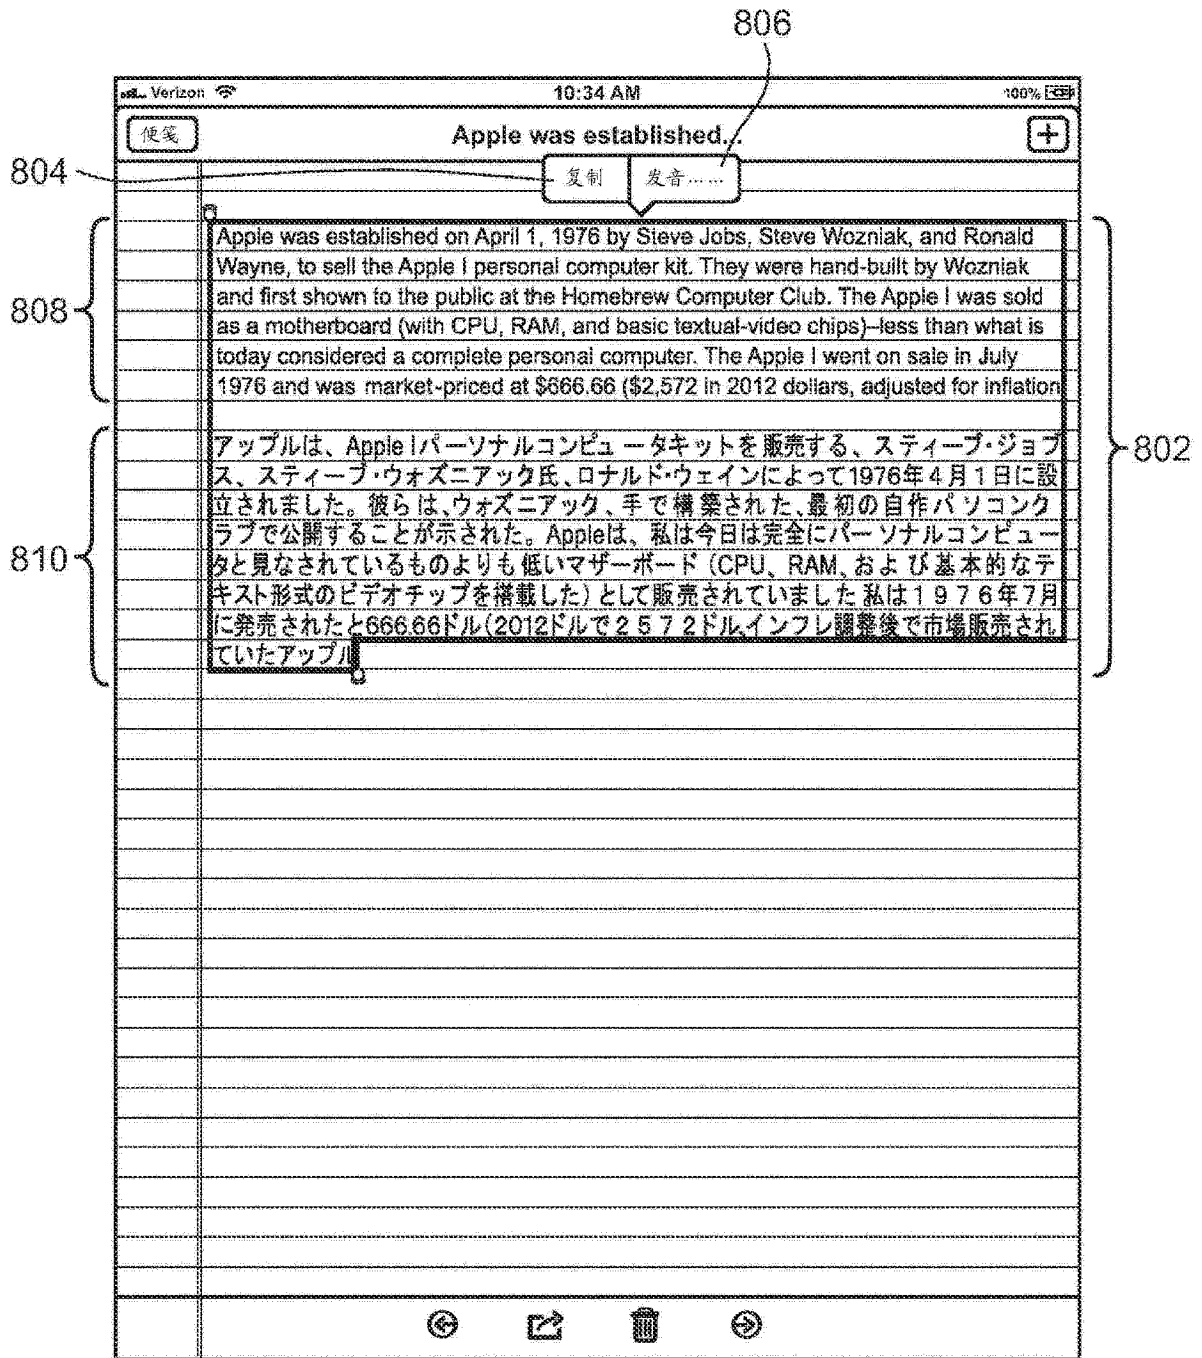 806
Verizon 10:34 AM 100%
便笺 Apple was established... +
804
复制 发音……
Apple was established on April 1, 1976 by Steve Jobs, Steve Wozniak, and Ronald
Wayne, to sell the Apple I personal computer kit. They were hand-built by Wozniak
808
and first shown to the public at the Homebrew Computer Club. The Apple I was sold
as a motherboard (with CPU, RAM, and basic textual-video chips)–less than what is
today considered a complete personal computer. The Apple I went on sale in July
1976 and was market-priced at $666.66 ($2,572 in 2012 dollars, adjusted for inflation
アップルは、Apple Iパーソナルコンピュータキットを販売する、スティーブ・ジョブ
802
ス、スティーブ・ウォズニアック氏、ロナルド・ウェインによって1976年4月1日に設
立されました。彼らは、ウォズニアック、手で構築された、最初の自作パソコンク
ラブで公開することが示された。Appleは、私は今日は完全にパーソナルコンピュー
810
タと見なされているものよりも低いマザーボード（CPU、RAM、および基本的なテ
キスト形式のビデオチップを搭載した）として販売されていました私は1976年7月
に発売されたと666.66ドル（2012ドルで2572ドル、インフレ調整後で市場販売され
ていたアップル